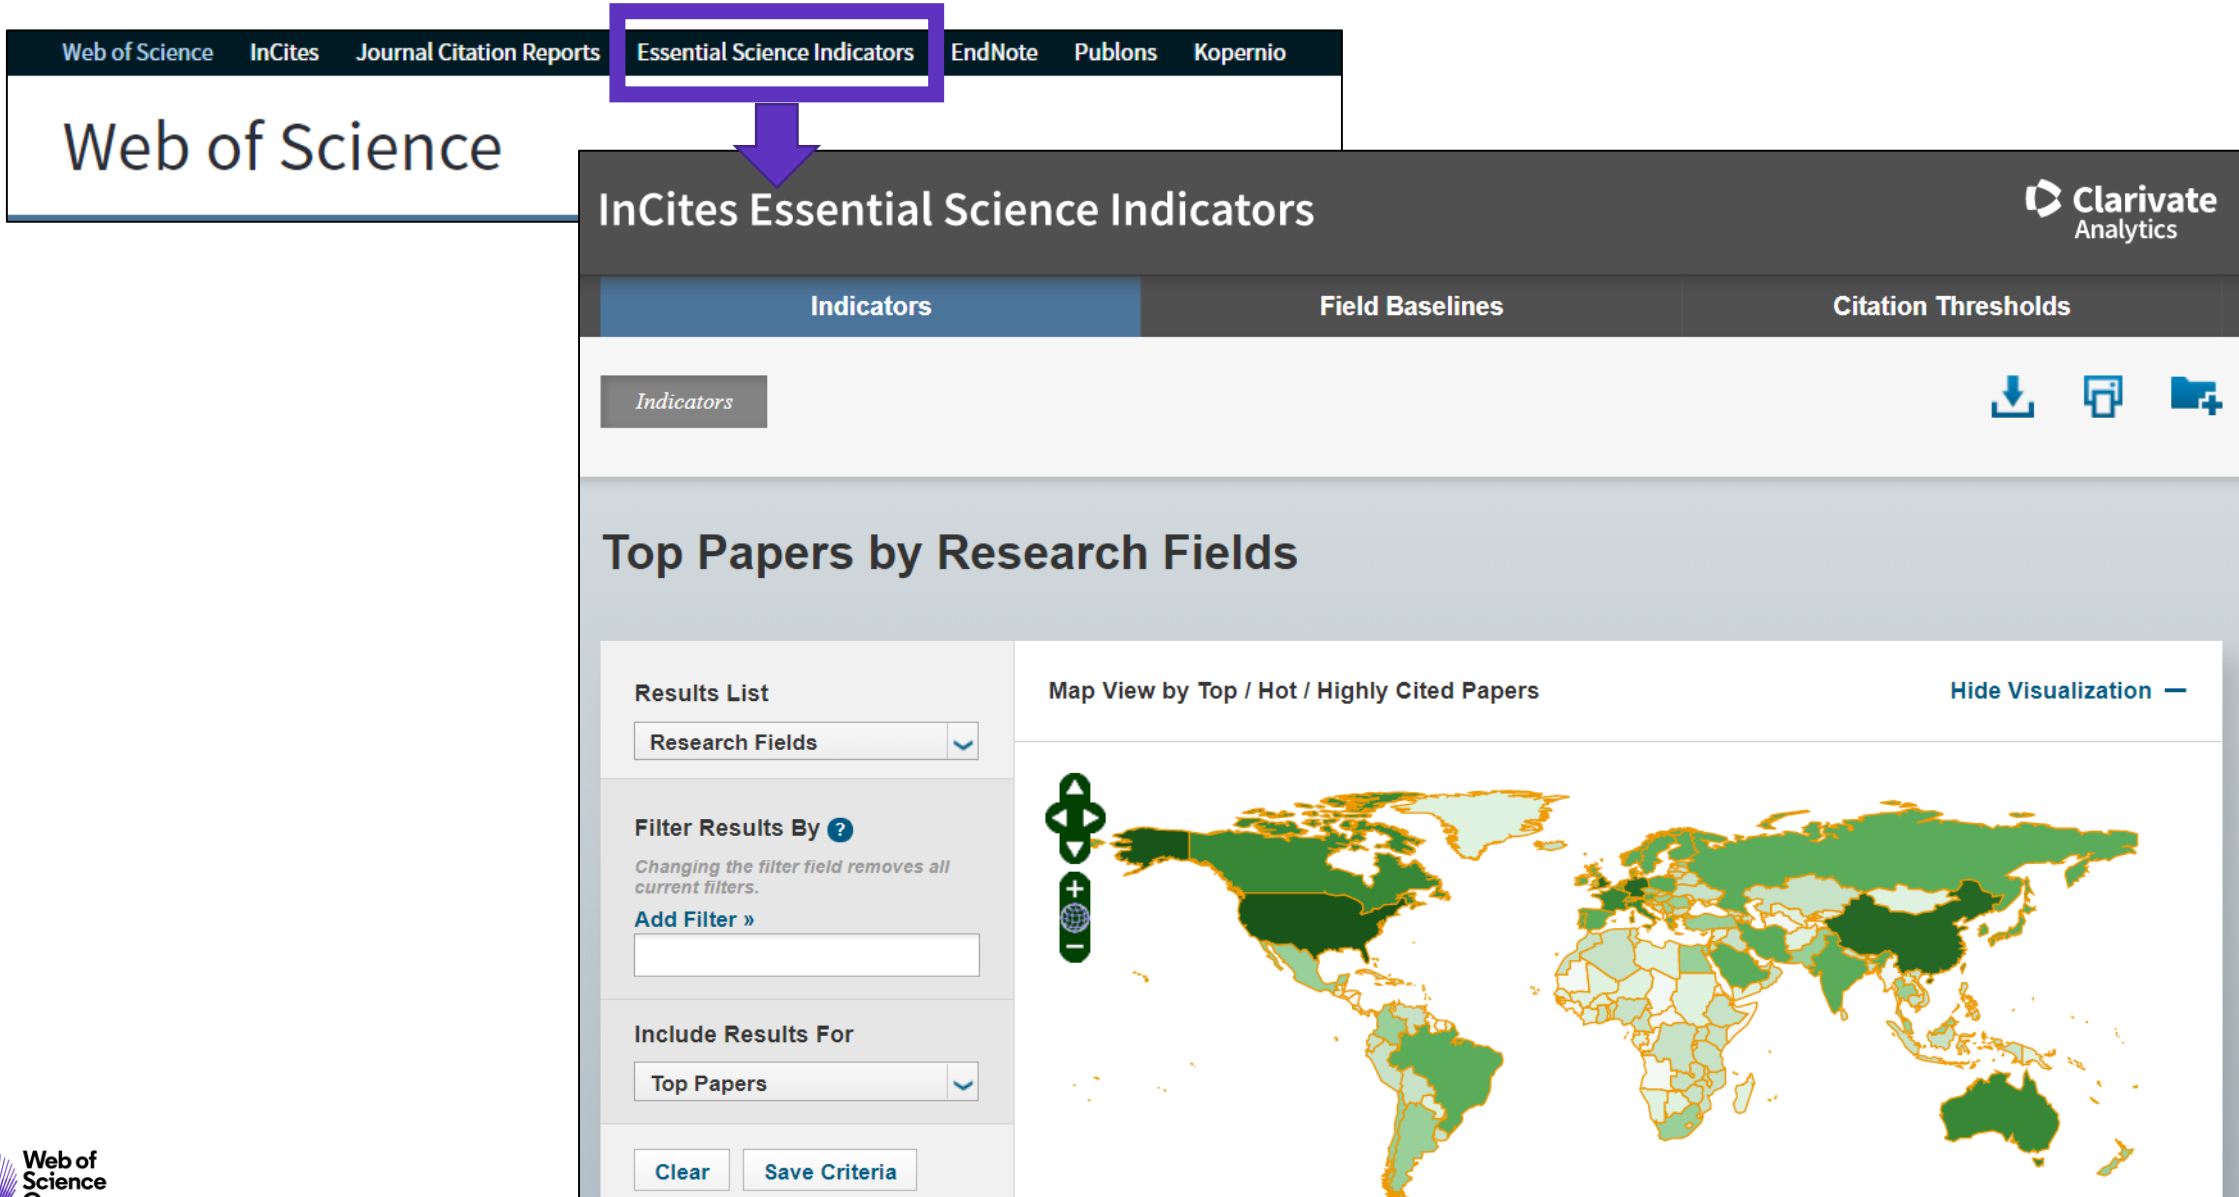 Web of Science InCites Journal Citation Reports Essential Science Indicators EndNote Publons Kopernio
Web of Science
InCites Essential Science Indicators
Clarivate
Analytics
Indicators Field Baselines Citation Thresholds
Indicators
Top Papers by Research Fields
Results List
Research Fields
Map View by Top / Hot / Highly Cited Papers
Hide Visualization —
Filter Results By ?
Changing the filter field removes all
current filters.
Add Filter »
Include Results For
Top Papers
Clear Save Criteria
Web of
Science